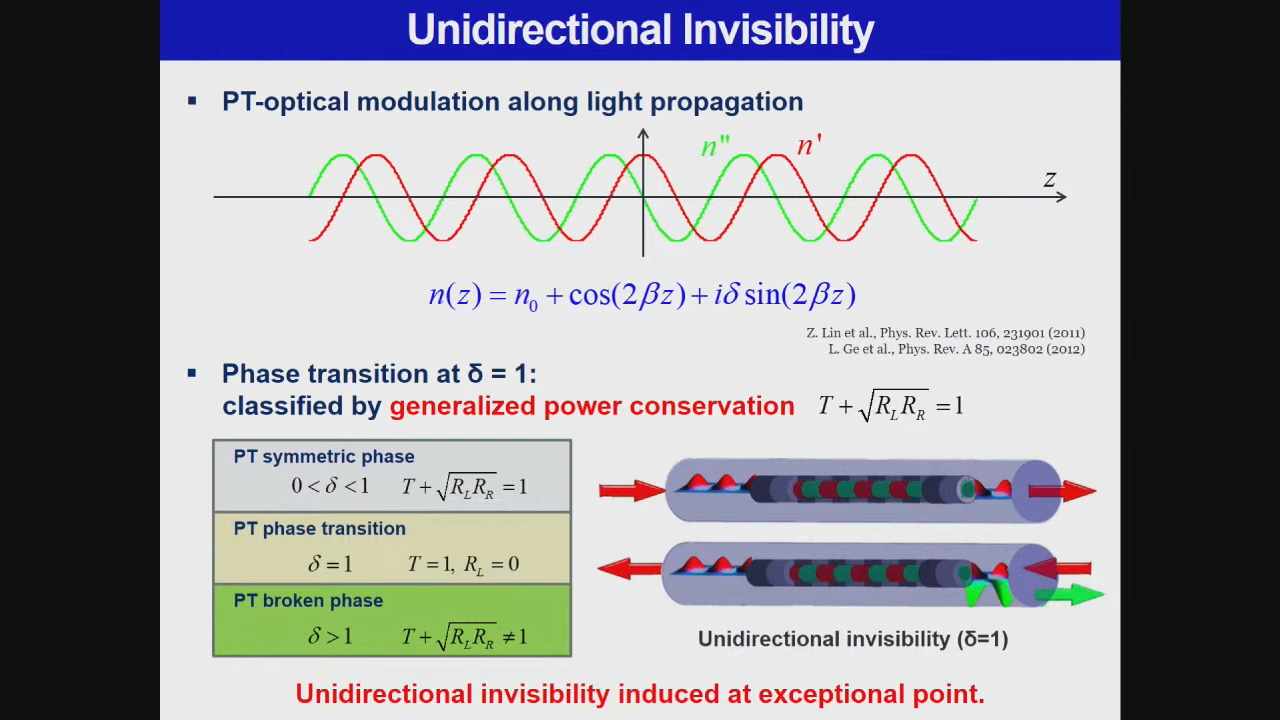 Unidirectional Invisibility
▪ PT-optical modulation along light propagation
n" n'
z
n(z) = n₀ + cos(2βz) + iδ sin(2βz)
Z. Lin et al., Phys. Rev. Lett. 106, 231901 (2011)
L. Ge et al., Phys. Rev. A 85, 023802 (2012)
▪ Phase transition at δ = 1:
classified by generalized power conservation T + √(R_L R_R) = 1
PT symmetric phase
0 < δ < 1 T + √(R_L R_R) = 1
PT phase transition
δ = 1 T = 1, R_L = 0
PT broken phase
δ > 1 T + √(R_L R_R) ≠ 1
Unidirectional invisibility (δ=1)
Unidirectional invisibility induced at exceptional point.